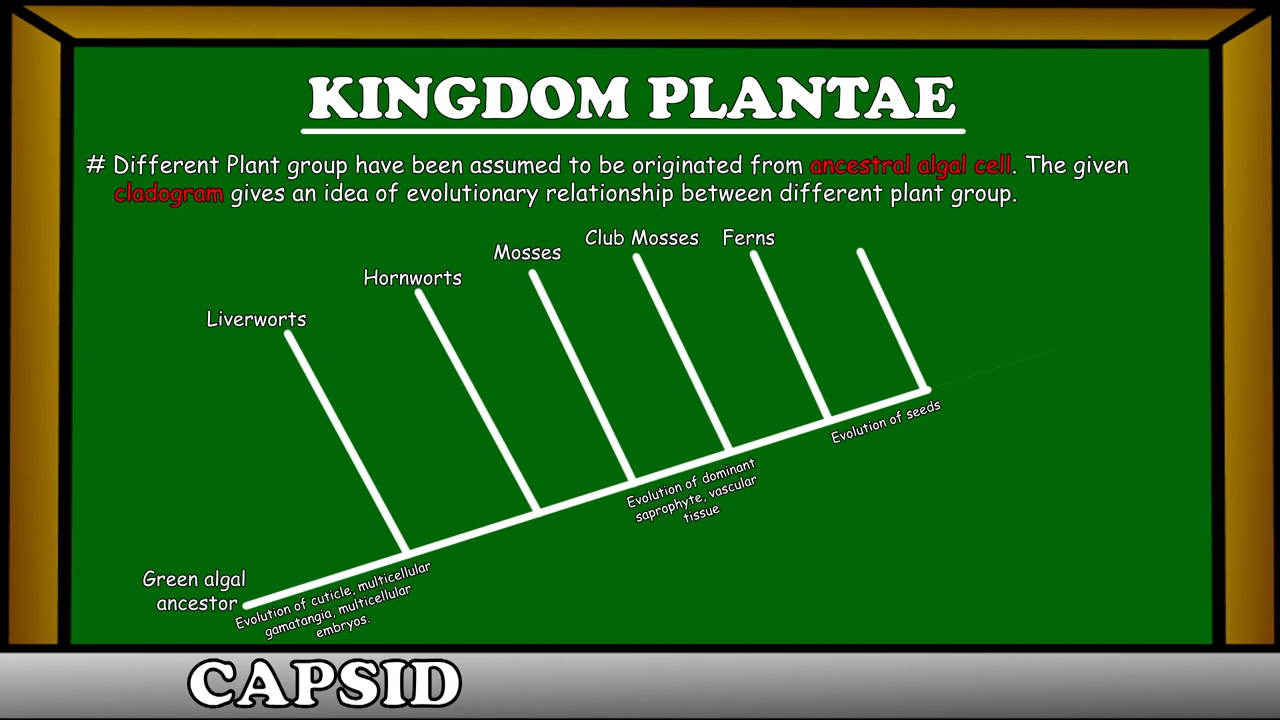 KINGDOM PLANTAE
# Different Plant group have been assumed to be originated from ancestral algal cell. The given
cladogram gives an idea of evolutionary relationship between different plant group.
Club Mosses
Ferns
Mosses
Hornworts
Liverworts
Evolution of seeds
Evolution of dominant
saprophyte, vascular
tissue
Green algal
ancestor
Evolution of cuticle, multicellular
gamatangia, multicellular
embryos.
CAPSID